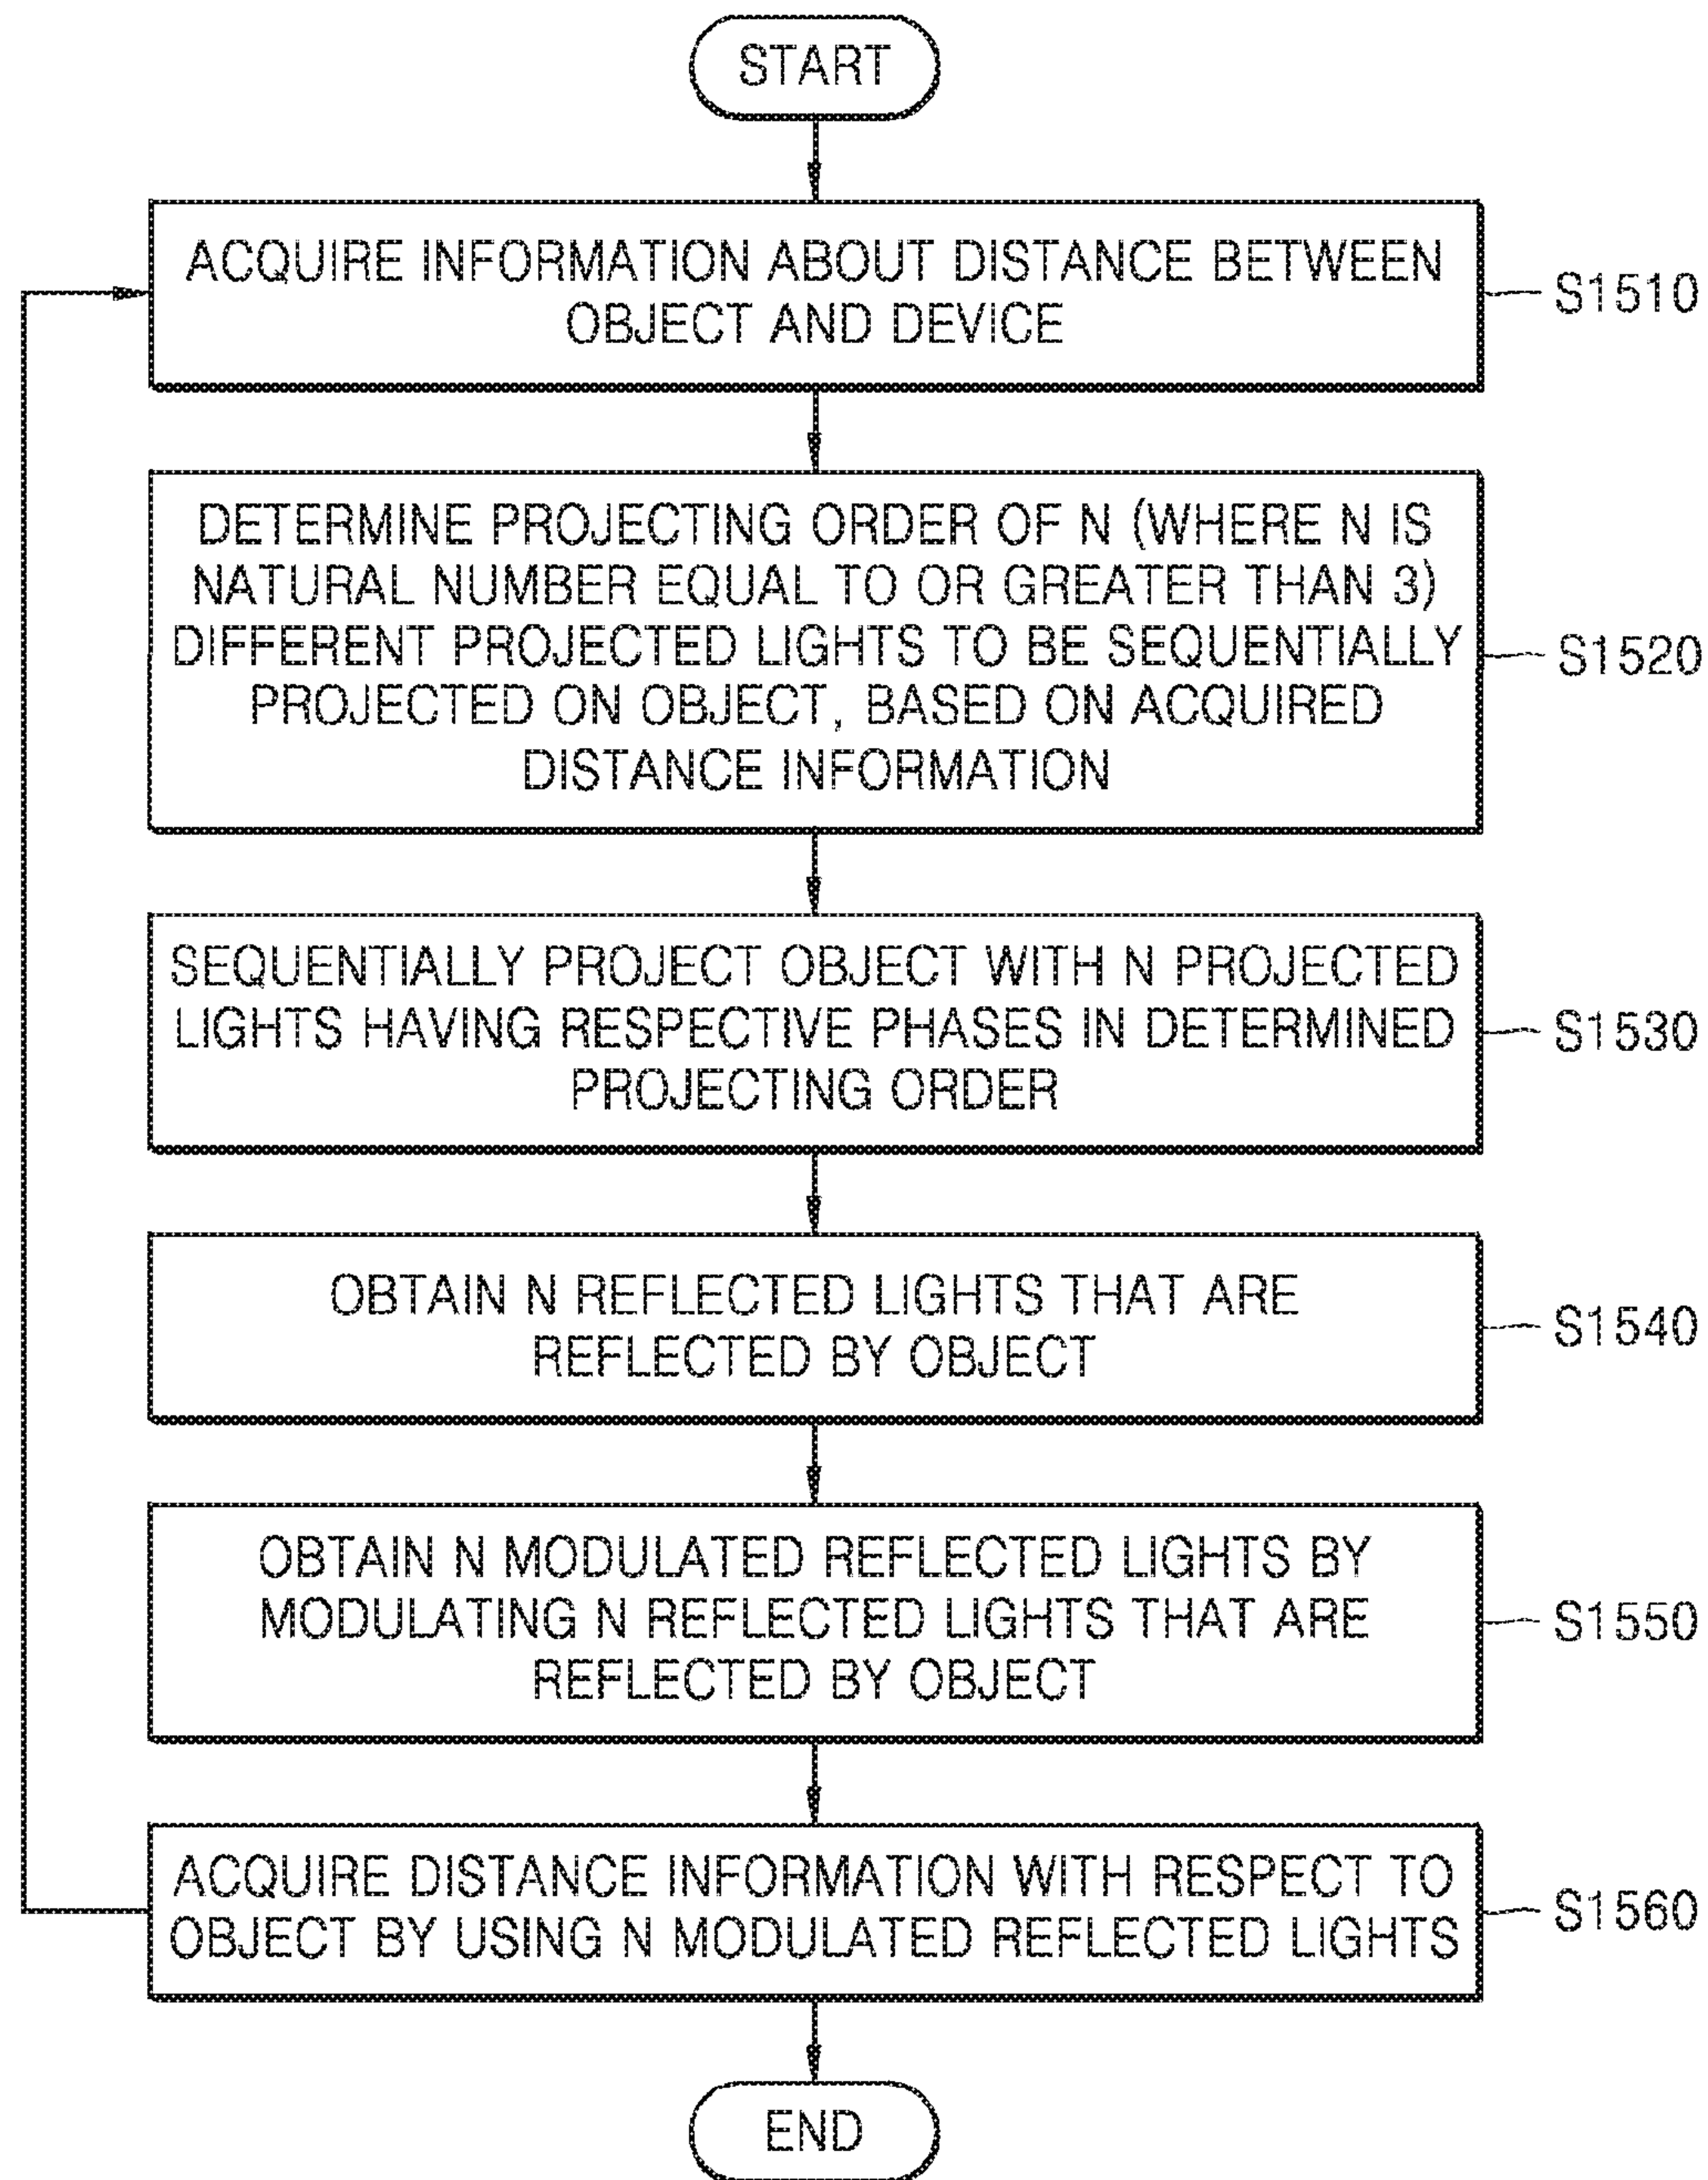 START
ACQUIRE INFORMATION ABOUT DISTANCE BETWEEN
OBJECT AND DEVICE
S1510
DETERMINE PROJECTING ORDER OF N (WHERE N IS
NATURAL NUMBER EQUAL TO OR GREATER THAN 3)
DIFFERENT PROJECTED LIGHTS TO BE SEQUENTIALLY
PROJECTED ON OBJECT, BASED ON ACQUIRED
DISTANCE INFORMATION
S1520
SEQUENTIALLY PROJECT OBJECT WITH N PROJECTED
LIGHTS HAVING RESPECTIVE PHASES IN DETERMINED
PROJECTING ORDER
S1530
OBTAIN N REFLECTED LIGHTS THAT ARE
REFLECTED BY OBJECT
S1540
OBTAIN N MODULATED REFLECTED LIGHTS BY
MODULATING N REFLECTED LIGHTS THAT ARE
REFLECTED BY OBJECT
S1550
ACQUIRE DISTANCE INFORMATION WITH RESPECT TO
OBJECT BY USING N MODULATED REFLECTED LIGHTS
S1560
END